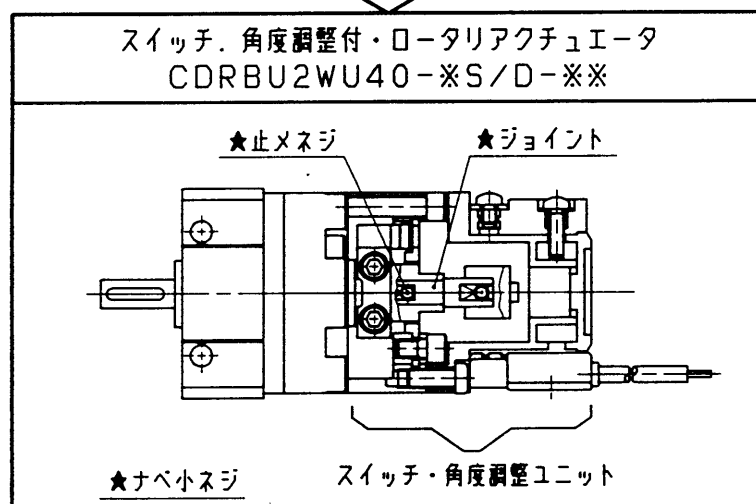 スイッチ．角度調整付・ロータリアクチュエータ
CDRBU2WU40-※S/D-※※
★止メネジ
★ジョイント
スイッチ・角度調整ユニット
★ナベ小ネジ